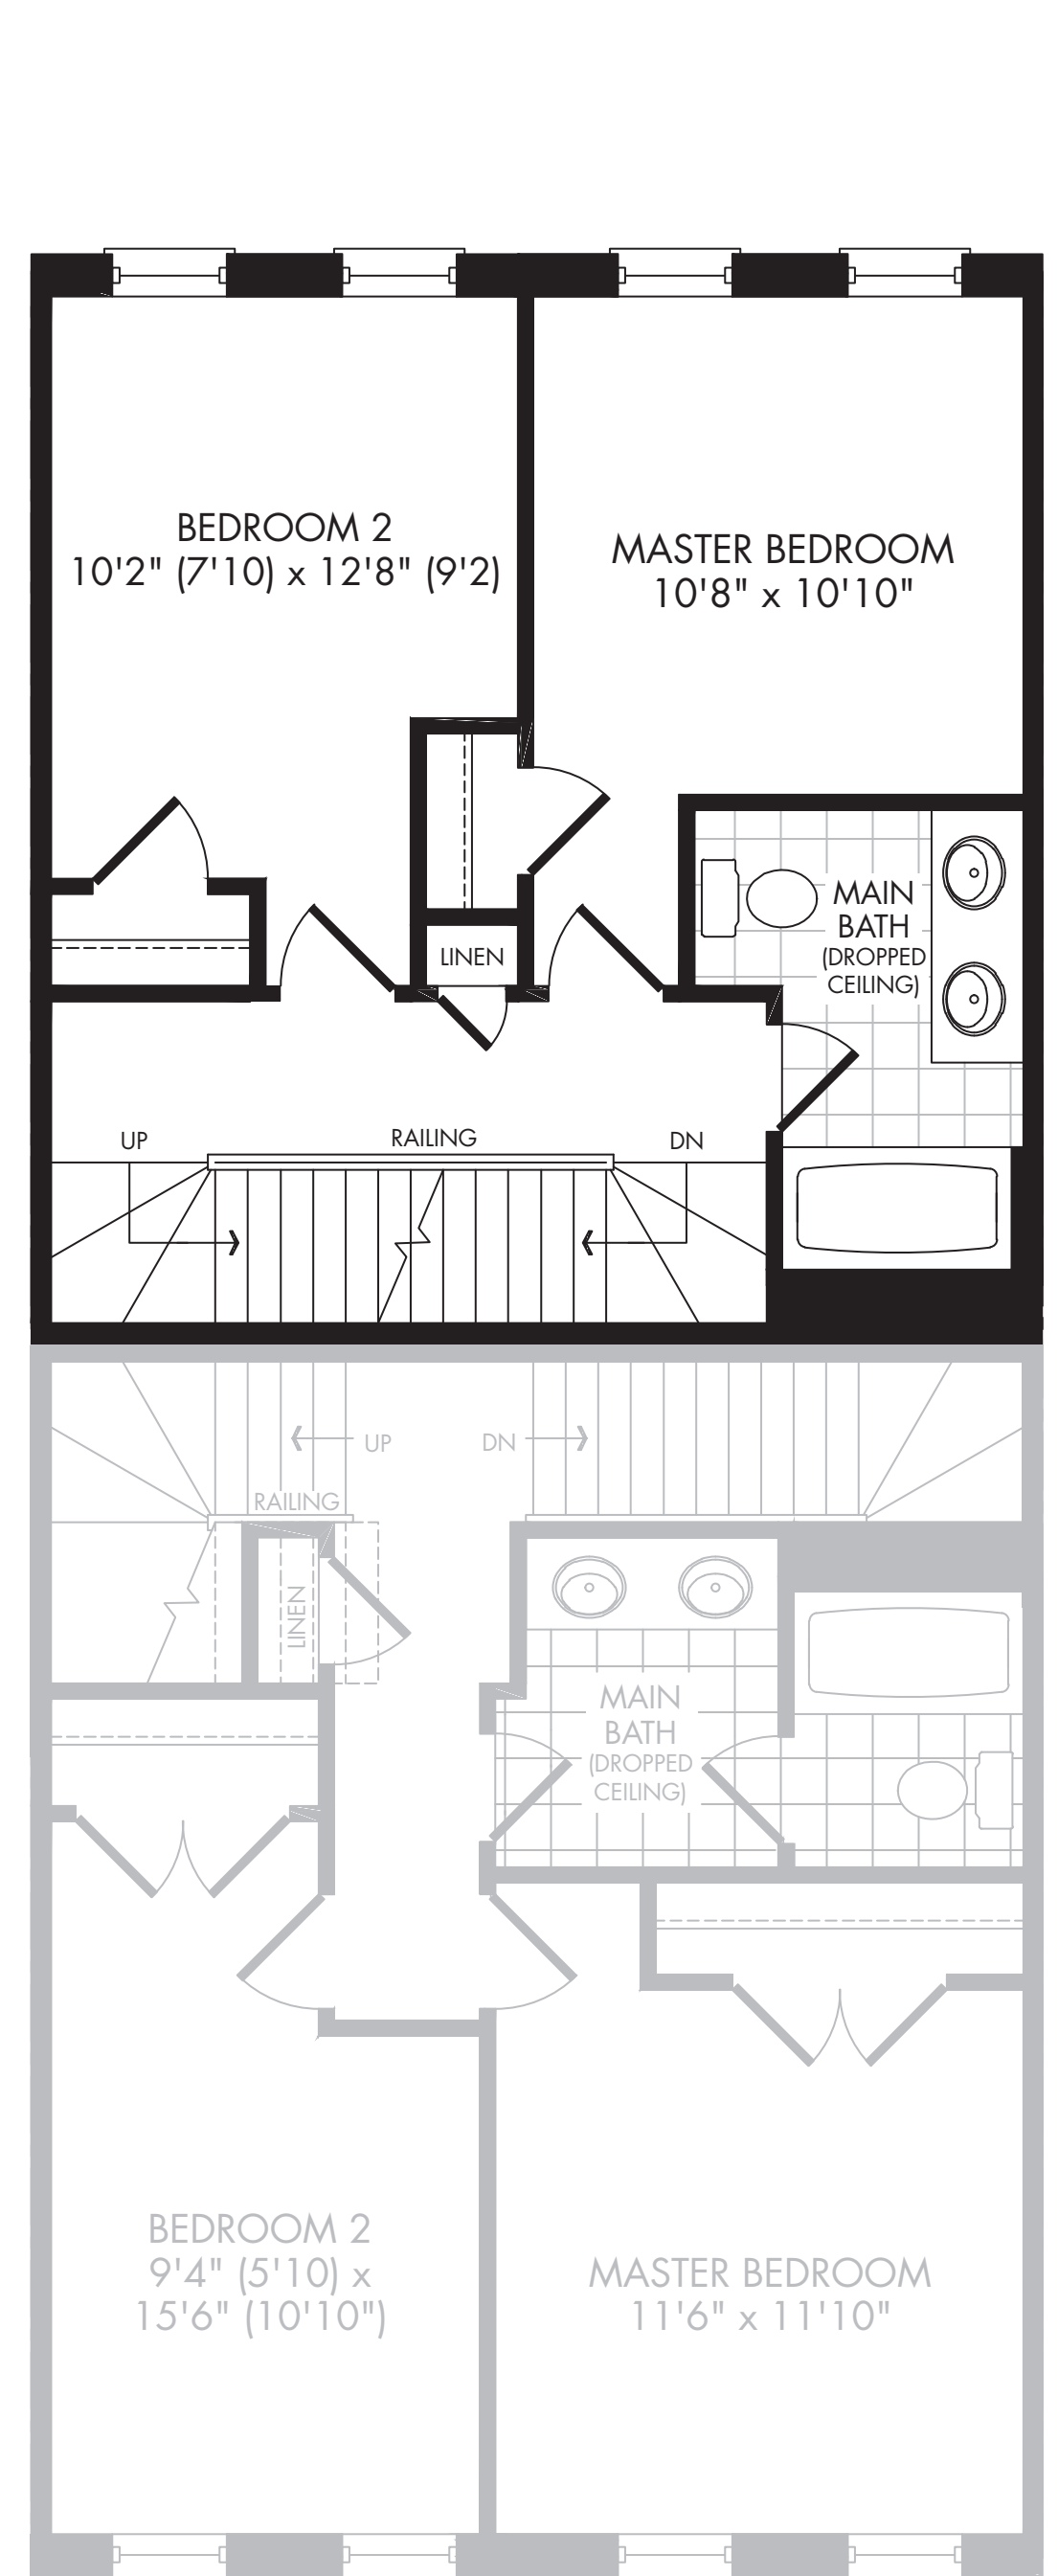 BEDROOM 2
10'2" (7'10) x 12'8" (9'2)
MASTER BEDROOM
10'8" x 10'10"
MAIN
BATH
(DROPPED
CEILING)
LINEN
UP
RAILING
DN
UP
DN
RAILING
LINEN
MAIN
BATH
(DROPPED
CEILING)
BEDROOM 2
9'4" (5'10) x
15'6" (10'10")
MASTER BEDROOM
11'6" x 11'10"